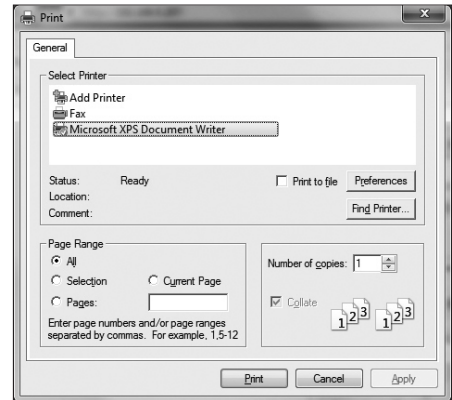 Print
General
Select Printer
Add Printer
Fax
Microsoft XPS Document Writer
Status: Ready
Print to file Preferences
Location:
Comment:
Find Printer...
Page Range
All
Selection Current Page
Pages:
Enter page numbers and/or page ranges
separated by commas. For example, 1,5-12
Number of copies: 1
Collate
1 2 3 1 2 3
Print Cancel Apply